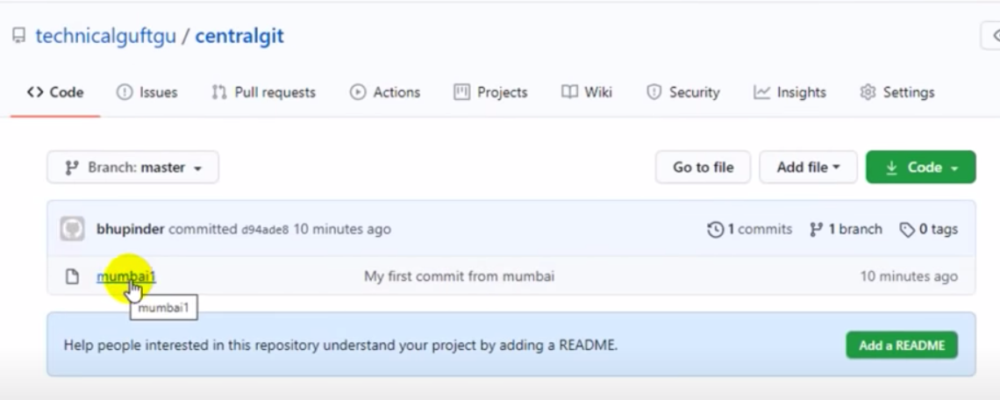 technicalguftgu / centralgit
Code Issues Pull requests Actions Projects Wiki Security Insights Settings
Branch: master Go to file Add file Code
bhupinder committed d94ade8 10 minutes ago 1 commits 1 branch 0 tags
mumbai1 My first commit from mumbai 10 minutes ago
mumbai1
Help people interested in this repository understand your project by adding a README. Add a README